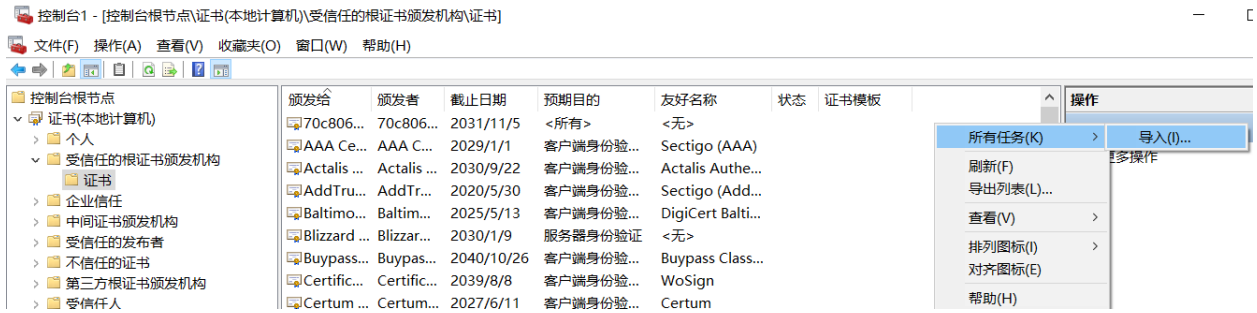 控制台1 - [控制台根节点\证书(本地计算机)\受信任的根证书颁发机构\证书]
文件(F) 操作(A) 查看(V) 收藏夹(O) 窗口(W) 帮助(H)
控制台根节点
证书(本地计算机)
个人
受信任的根证书颁发机构
证书
企业信任
中间证书颁发机构
受信任的发布者
不信任的证书
第三方根证书颁发机构
受信任人
颁发给 颁发者 截止日期 预期目的 友好名称 状态 证书模板
70c806... 70c806... 2031/11/5 <所有> <无>
AAA Ce... AAA C... 2029/1/1 客户端身份验... Sectigo (AAA)
Actalis ... Actalis ... 2030/9/22 客户端身份验... Actalis Authe...
AddTru... AddTr... 2020/5/30 客户端身份验... Sectigo (Add...
Baltimo... Baltim... 2025/5/13 客户端身份验... DigiCert Balti...
Blizzard ... Blizzar... 2030/1/9 服务器身份验证 <无>
Buypass... Buypas... 2040/10/26 客户端身份验... Buypass Class...
Certific... Certific... 2039/8/8 客户端身份验... WoSign
Certum ... Certum... 2027/6/11 客户端身份验... Certum
操作
更多操作
所有任务(K)
刷新(F)
导出列表(L)...
查看(V)
排列图标(I)
对齐图标(E)
帮助(H)
导入(I)...